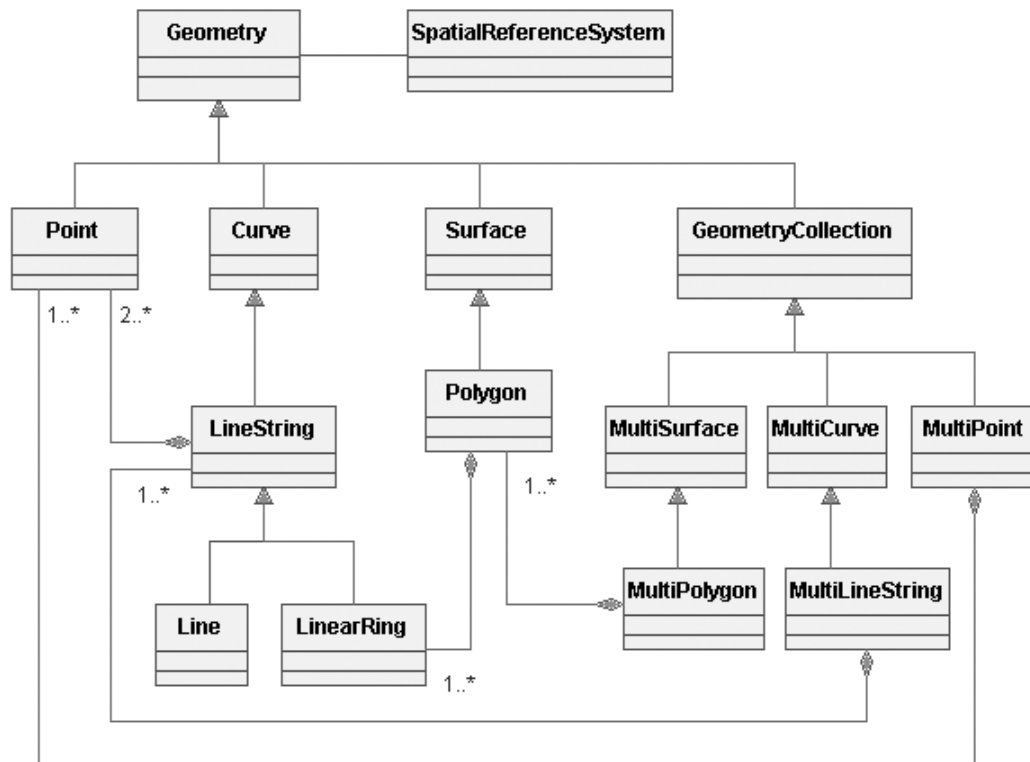 Geometry
SpatialReferenceSystem
Point
Curve
Surface
GeometryCollection
1..*
2..*
Polygon
LineString
MultiSurface
MultiCurve
MultiPoint
1..*
1..*
MultiPolygon
MultiLineString
Line
LinearRing
1..*